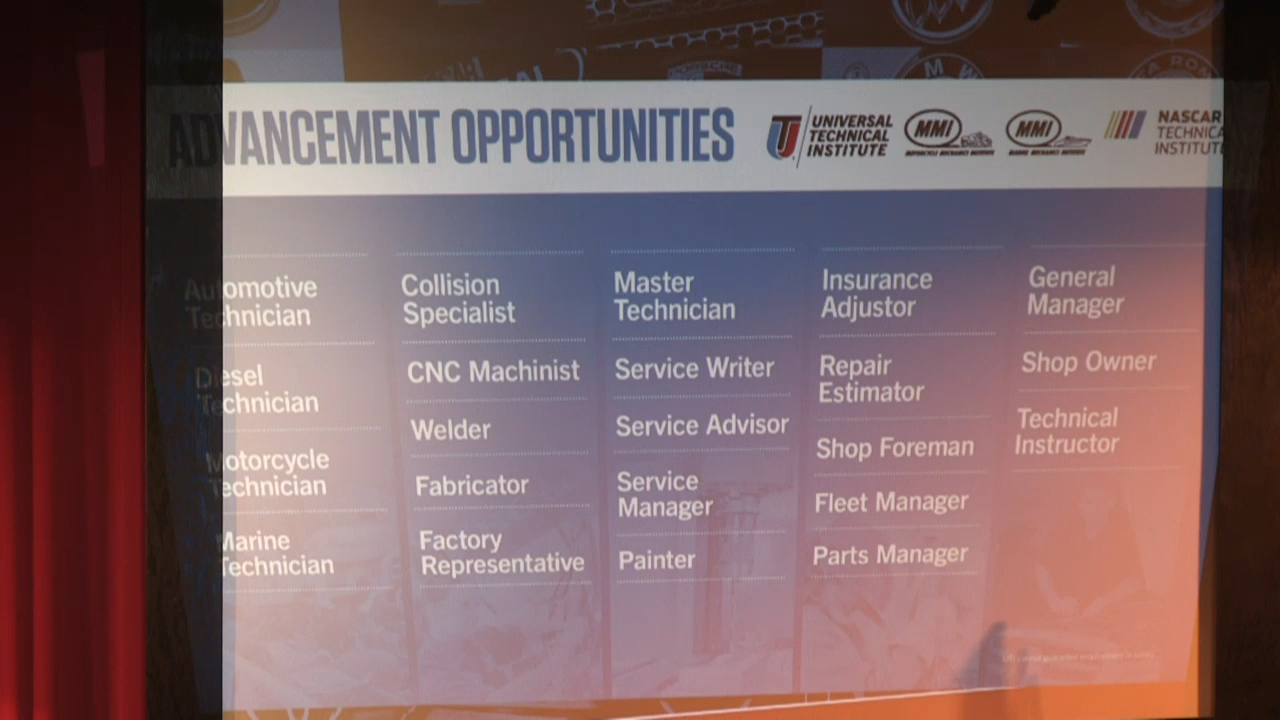 ADVANCEMENT OPPORTUNITIES
UNIVERSAL
TECHNICAL
INSTITUTE
MMI
MMI
NASCAR
TECHNICA
INSTITUT
Automotive
Technician
Diesel
Technician
Motorcycle
Technician
Marine
Technician
Collision
Specialist
CNC Machinist
Welder
Fabricator
Factory
Representative
Master
Technician
Service Writer
Service Advisor
Service
Manager
Painter
Insurance
Adjustor
Repair
Estimator
Shop Foreman
Fleet Manager
Parts Manager
General
Manager
Shop Owner
Technical
Instructor